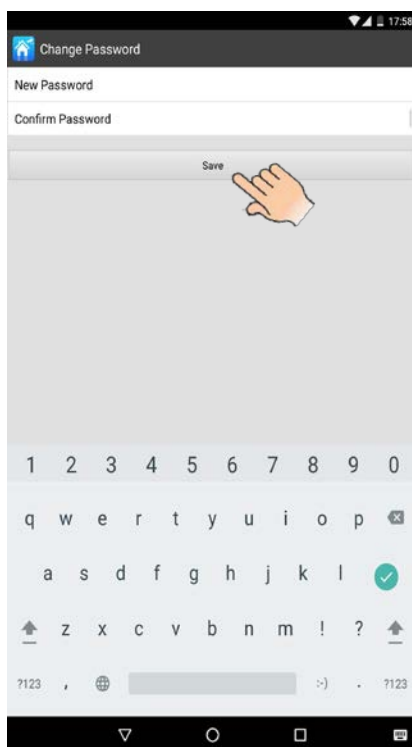 17:58
Change Password
New Password
Confirm Password
Save
1 2 3 4 5 6 7 8 9 0
q w e r t y u i o p
a s d f g h j k l
z x c v b n m ! ?
?123 , :-) . ?123